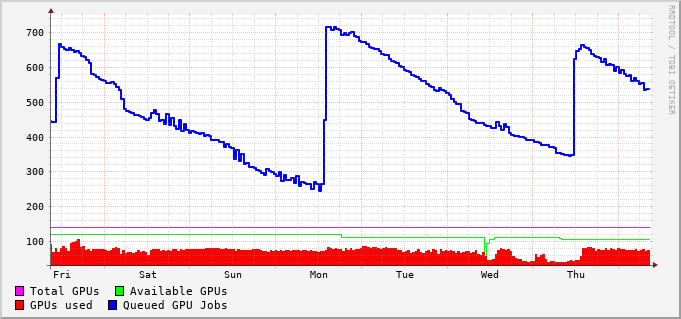 700
600
500
400
300
200
100
Fri Sat Sun Mon Tue Wed Thu
Total GPUs Available GPUs
GPUs used Queued GPU Jobs
RRDTOOL / TOBI OETIKER